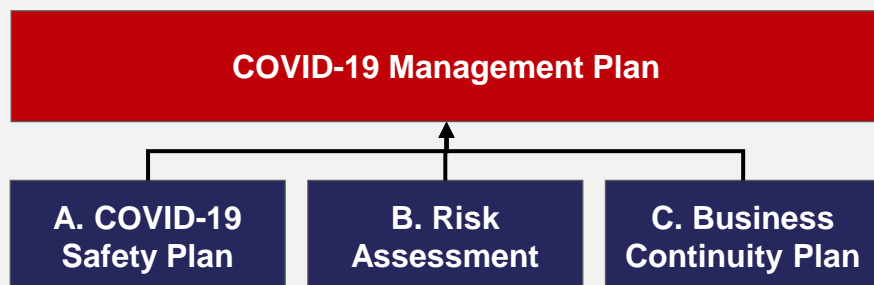 COVID-19 Management Plan
A. COVID-19
Safety Plan
B. Risk
Assessment
C. Business
Continuity Plan